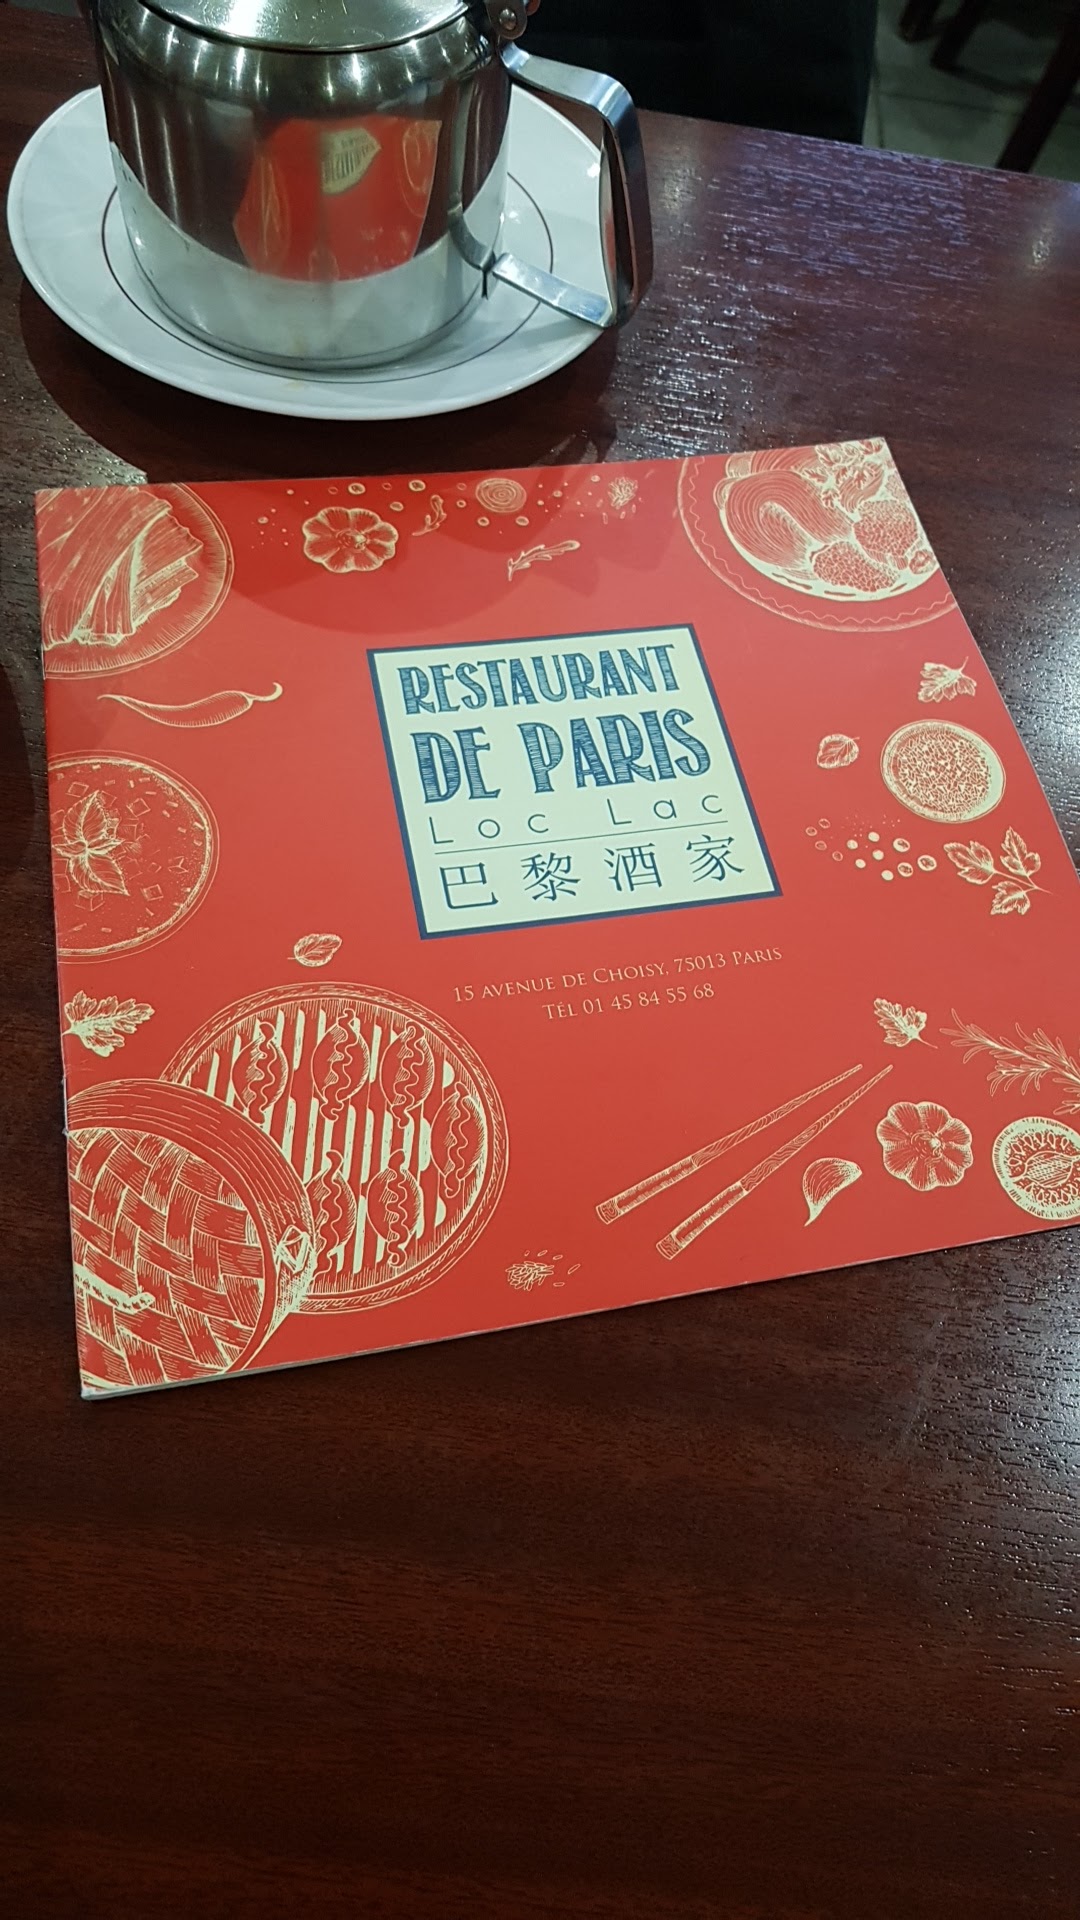 RESTAURANT
DE PARIS
Loc Lac
巴黎酒家
15 AVENUE DE CHOISY, 75013 PARIS
TÉL 01 45 84 55 68